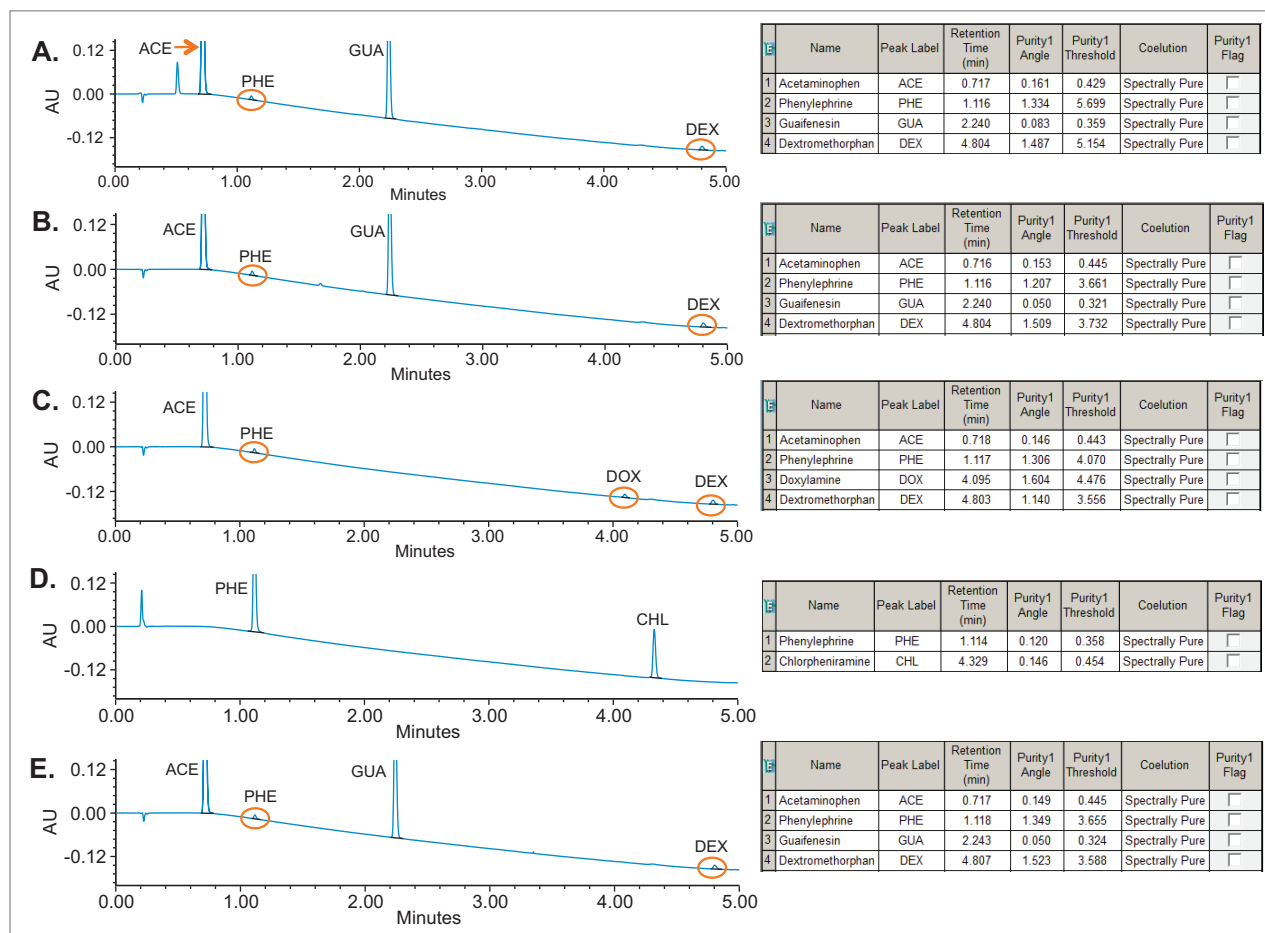 A.
0.12
0.00
-0.12
AU
ACE
PHE
GUA
DEX
0.00 1.00 2.00 3.00 4.00 5.00
Minutes
Name Peak Label Retention Time (min) Purity1 Angle Purity1 Threshold Coelution Purity1 Flag
1 Acetaminophen ACE 0.717 0.161 0.429 Spectrally Pure
2 Phenylephrine PHE 1.116 1.334 5.699 Spectrally Pure
3 Guaifenesin GUA 2.240 0.083 0.359 Spectrally Pure
4 Dextromethorphan DEX 4.804 1.487 5.154 Spectrally Pure
B.
0.12
0.00
-0.12
AU
ACE
PHE
GUA
DEX
0.00 1.00 2.00 3.00 4.00 5.00
Minutes
Name Peak Label Retention Time (min) Purity1 Angle Purity1 Threshold Coelution Purity1 Flag
1 Acetaminophen ACE 0.716 0.153 0.445 Spectrally Pure
2 Phenylephrine PHE 1.116 1.207 3.661 Spectrally Pure
3 Guaifenesin GUA 2.240 0.050 0.321 Spectrally Pure
4 Dextromethorphan DEX 4.804 1.509 3.732 Spectrally Pure
C.
0.12
0.00
-0.12
AU
ACE
PHE
DOX
DEX
0.00 1.00 2.00 3.00 4.00 5.00
Minutes
Name Peak Label Retention Time (min) Purity1 Angle Purity1 Threshold Coelution Purity1 Flag
1 Acetaminophen ACE 0.718 0.146 0.443 Spectrally Pure
2 Phenylephrine PHE 1.117 1.306 4.070 Spectrally Pure
3 Doxylamine DOX 4.095 1.604 4.476 Spectrally Pure
4 Dextromethorphan DEX 4.803 1.140 3.556 Spectrally Pure
D.
0.12
0.00
-0.12
AU
PHE
CHL
0.00 1.00 2.00 3.00 4.00 5.00
Minutes
Name Peak Label Retention Time (min) Purity1 Angle Purity1 Threshold Coelution Purity1 Flag
1 Phenylephrine PHE 1.114 0.120 0.358 Spectrally Pure
2 Chlorpheniramine CHL 4.329 0.146 0.454 Spectrally Pure
E.
0.12
0.00
-0.12
AU
ACE
PHE
GUA
DEX
0.00 1.00 2.00 3.00 4.00 5.00
Minutes
Name Peak Label Retention Time (min) Purity1 Angle Purity1 Threshold Coelution Purity1 Flag
1 Acetaminophen ACE 0.717 0.149 0.445 Spectrally Pure
2 Phenylephrine PHE 1.118 1.349 3.655 Spectrally Pure
3 Guaifenesin GUA 2.243 0.050 0.324 Spectrally Pure
4 Dextromethorphan DEX 4.807 1.523 3.588 Spectrally Pure